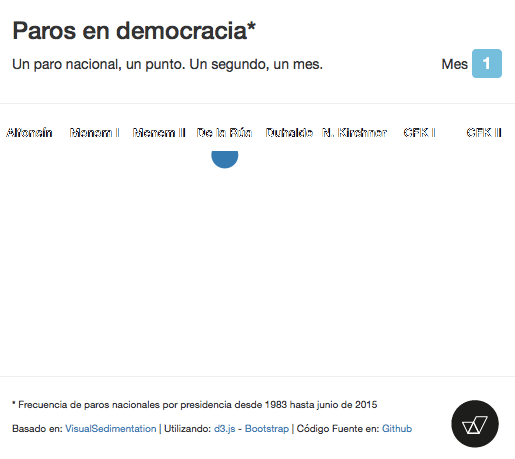 Paros en democracia*
Un paro nacional, un punto. Un segundo, un mes.
Mes 1
Alfonsín Menem I Menem II De la Rúa Duhalde N. Kirchner CFK I CFK II
* Frecuencia de paros nacionales por presidencia desde 1983 hasta junio de 2015
Basado en: VisualSedimentation | Utilizando: d3.js - Bootstrap | Código Fuente en: Github